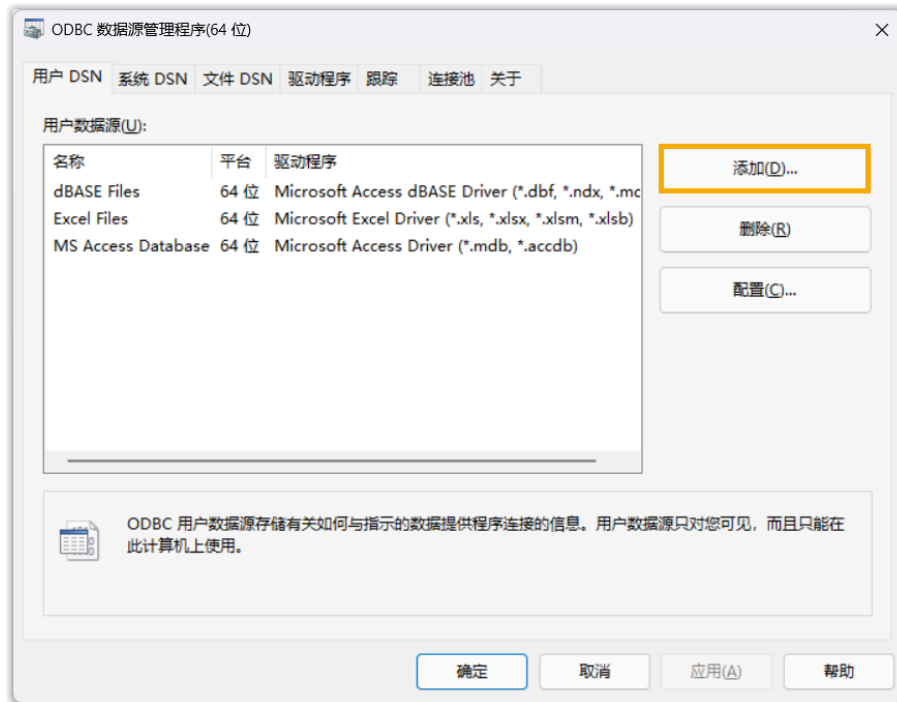 ODBC 数据源管理程序(64 位)
用户 DSN 系统 DSN 文件 DSN 驱动程序 跟踪 连接池 关于
用户数据源(U):
名称 平台 驱动程序
dBASE Files 64 位 Microsoft Access dBASE Driver (*.dbf, *.ndx, *.mc
Excel Files 64 位 Microsoft Excel Driver (*.xls, *.xlsx, *.xlsm, *.xlsb)
MS Access Database 64 位 Microsoft Access Driver (*.mdb, *.accdb)
添加(D)...
删除(R)
配置(C)...
ODBC 用户数据源存储有关如何与指示的数据提供程序连接的信息。用户数据源只对您可见，而且只能在
此计算机上使用。
确定 取消 应用(A) 帮助